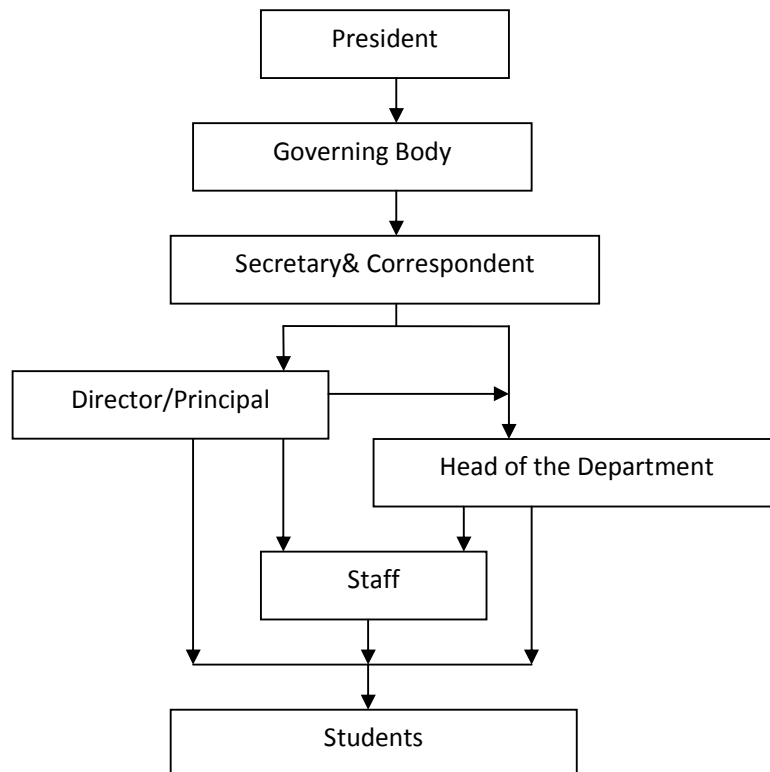 President
Governing Body
Secretary& Correspondent
Director/Principal
Head of the Department
Staff
Students